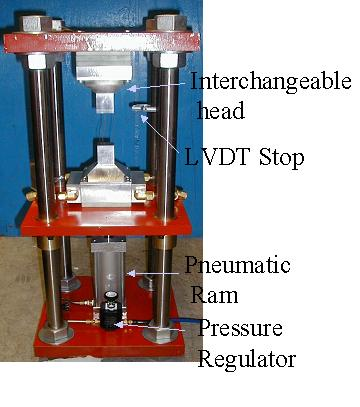 Interchangeable
head
LVDT Stop
Pneumatic
Ram
Pressure
Regulator